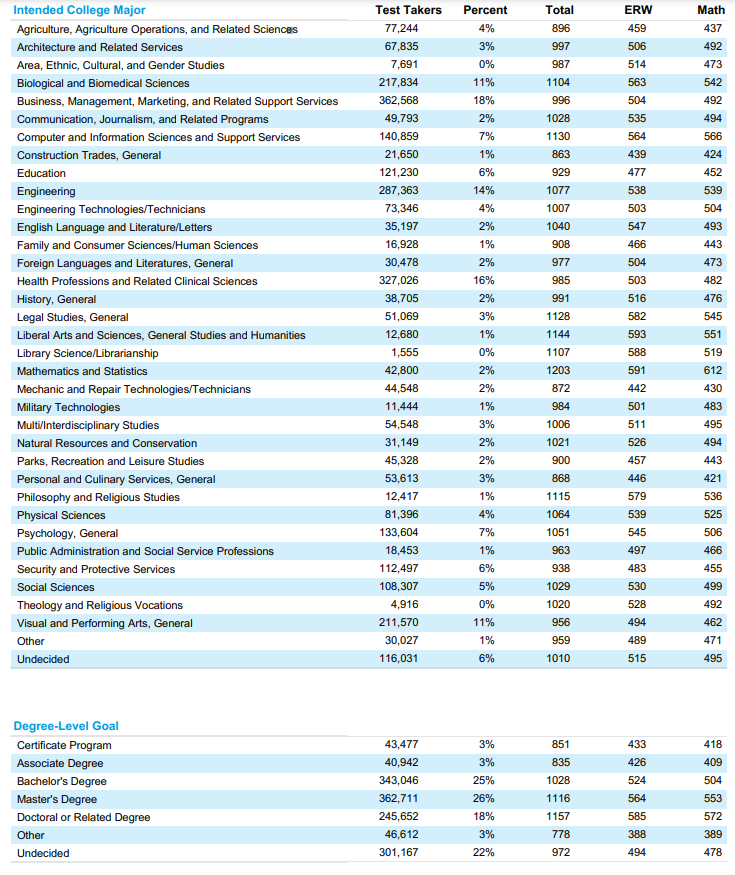 Intended College Major Test Takers Percent Total ERW Math
Agriculture, Agriculture Operations, and Related Sciences 77,244 4% 896 459 437
Architecture and Related Services 67,835 3% 997 506 492
Area, Ethnic, Cultural, and Gender Studies 7,691 0% 987 514 473
Biological and Biomedical Sciences 217,834 11% 1104 563 542
Business, Management, Marketing, and Related Support Services 362,568 18% 996 504 492
Communication, Journalism, and Related Programs 49,793 2% 1028 535 494
Computer and Information Sciences and Support Services 140,859 7% 1130 564 566
Construction Trades, General 21,650 1% 863 439 424
Education 121,230 6% 929 477 452
Engineering 287,363 14% 1077 538 539
Engineering Technologies/Technicians 73,346 4% 1007 503 504
English Language and Literature/Letters 35,197 2% 1040 547 493
Family and Consumer Sciences/Human Sciences 16,928 1% 908 466 443
Foreign Languages and Literatures, General 30,478 2% 977 504 473
Health Professions and Related Clinical Sciences 327,026 16% 985 503 482
History, General 38,705 2% 991 516 476
Legal Studies, General 51,069 3% 1128 582 545
Liberal Arts and Sciences, General Studies and Humanities 12,680 1% 1144 593 551
Library Science/Librarianship 1,555 0% 1107 588 519
Mathematics and Statistics 42,800 2% 1203 591 612
Mechanic and Repair Technologies/Technicians 44,548 2% 872 442 430
Military Technologies 11,444 1% 984 501 483
Multi/Interdisciplinary Studies 54,548 3% 1006 511 495
Natural Resources and Conservation 31,149 2% 1021 526 494
Parks, Recreation and Leisure Studies 45,328 2% 900 457 443
Personal and Culinary Services, General 53,613 3% 868 446 421
Philosophy and Religious Studies 12,417 1% 1115 579 536
Physical Sciences 81,396 4% 1064 539 525
Psychology, General 133,604 7% 1051 545 506
Public Administration and Social Service Professions 18,453 1% 963 497 466
Security and Protective Services 112,497 6% 938 483 455
Social Sciences 108,307 5% 1029 530 499
Theology and Religious Vocations 4,916 0% 1020 528 492
Visual and Performing Arts, General 211,570 11% 956 494 462
Other 30,027 1% 959 489 471
Undecided 116,031 6% 1010 515 495
Degree-Level Goal
Certificate Program 43,477 3% 851 433 418
Associate Degree 40,942 3% 835 426 409
Bachelor's Degree 343,046 25% 1028 524 504
Master's Degree 362,711 26% 1116 564 553
Doctoral or Related Degree 245,652 18% 1157 585 572
Other 46,612 3% 778 388 389
Undecided 301,167 22% 972 494 478